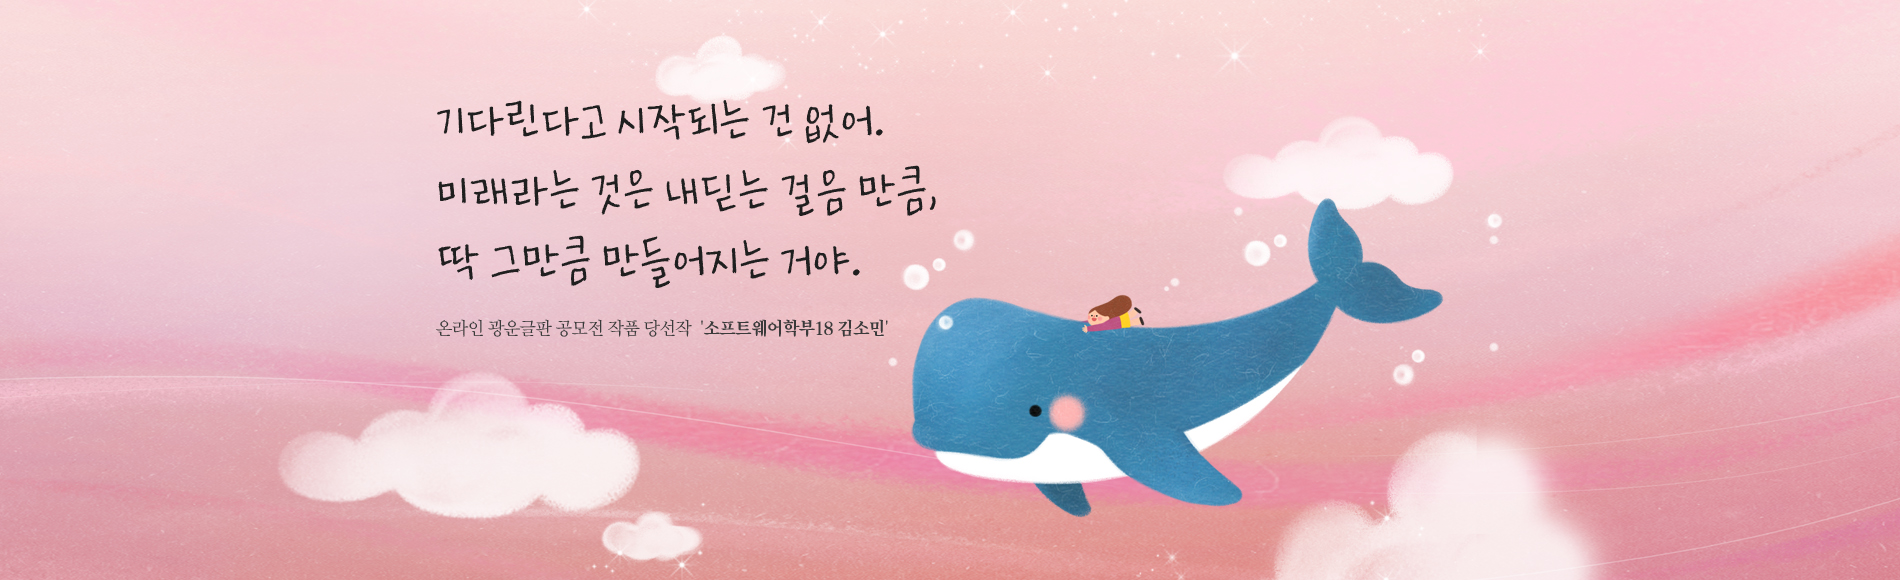 기다린다고 시작되는 건 없어.
미래라는 것은 내딛는 걸음 만큼,
딱 그만큼 만들어지는 거야.
온라인 광운글판 공모전 작품 당선작 '소프트웨어학부18 김소민'